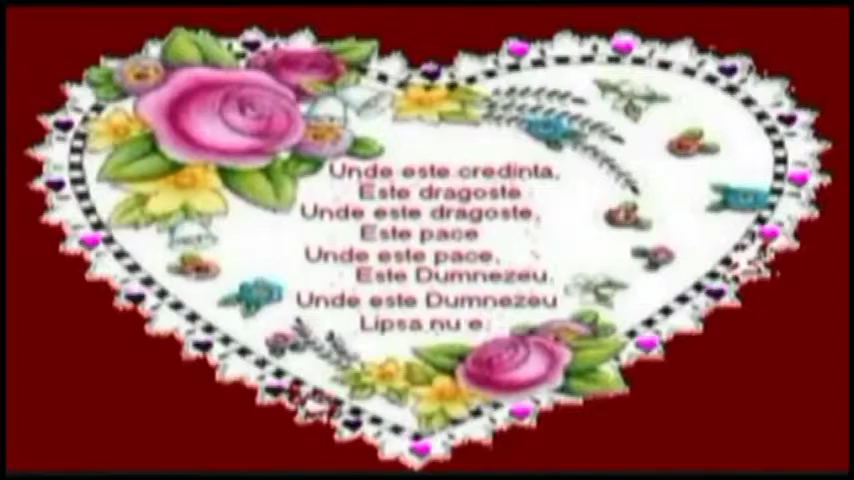 Unde este credinta,
Este dragoste
Unde este dragoste,
Este pace
Unde este pace,
Este Dumnezeu,
Unde este Dumnezeu
Lipsa nu e.